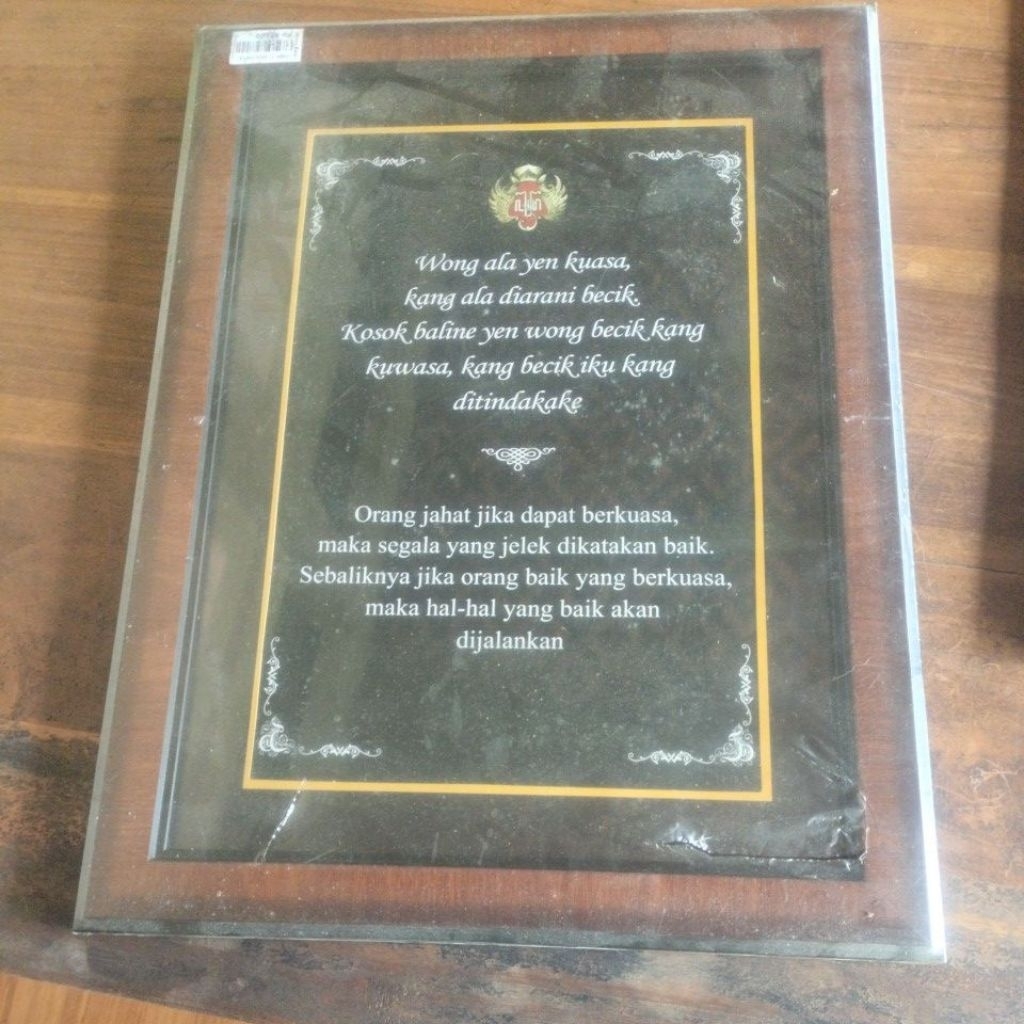 Wong ala yen kuasa,
kang ala diarani becik.
Kosok baline yen wong becik kang
kuwasa, kang becik iku kang
ditindakake
Orang jahat jika dapat berkuasa,
maka segala yang jelek dikatakan baik.
Sebaliknya jika orang baik yang berkuasa,
maka hal-hal yang baik akan
dijalankan